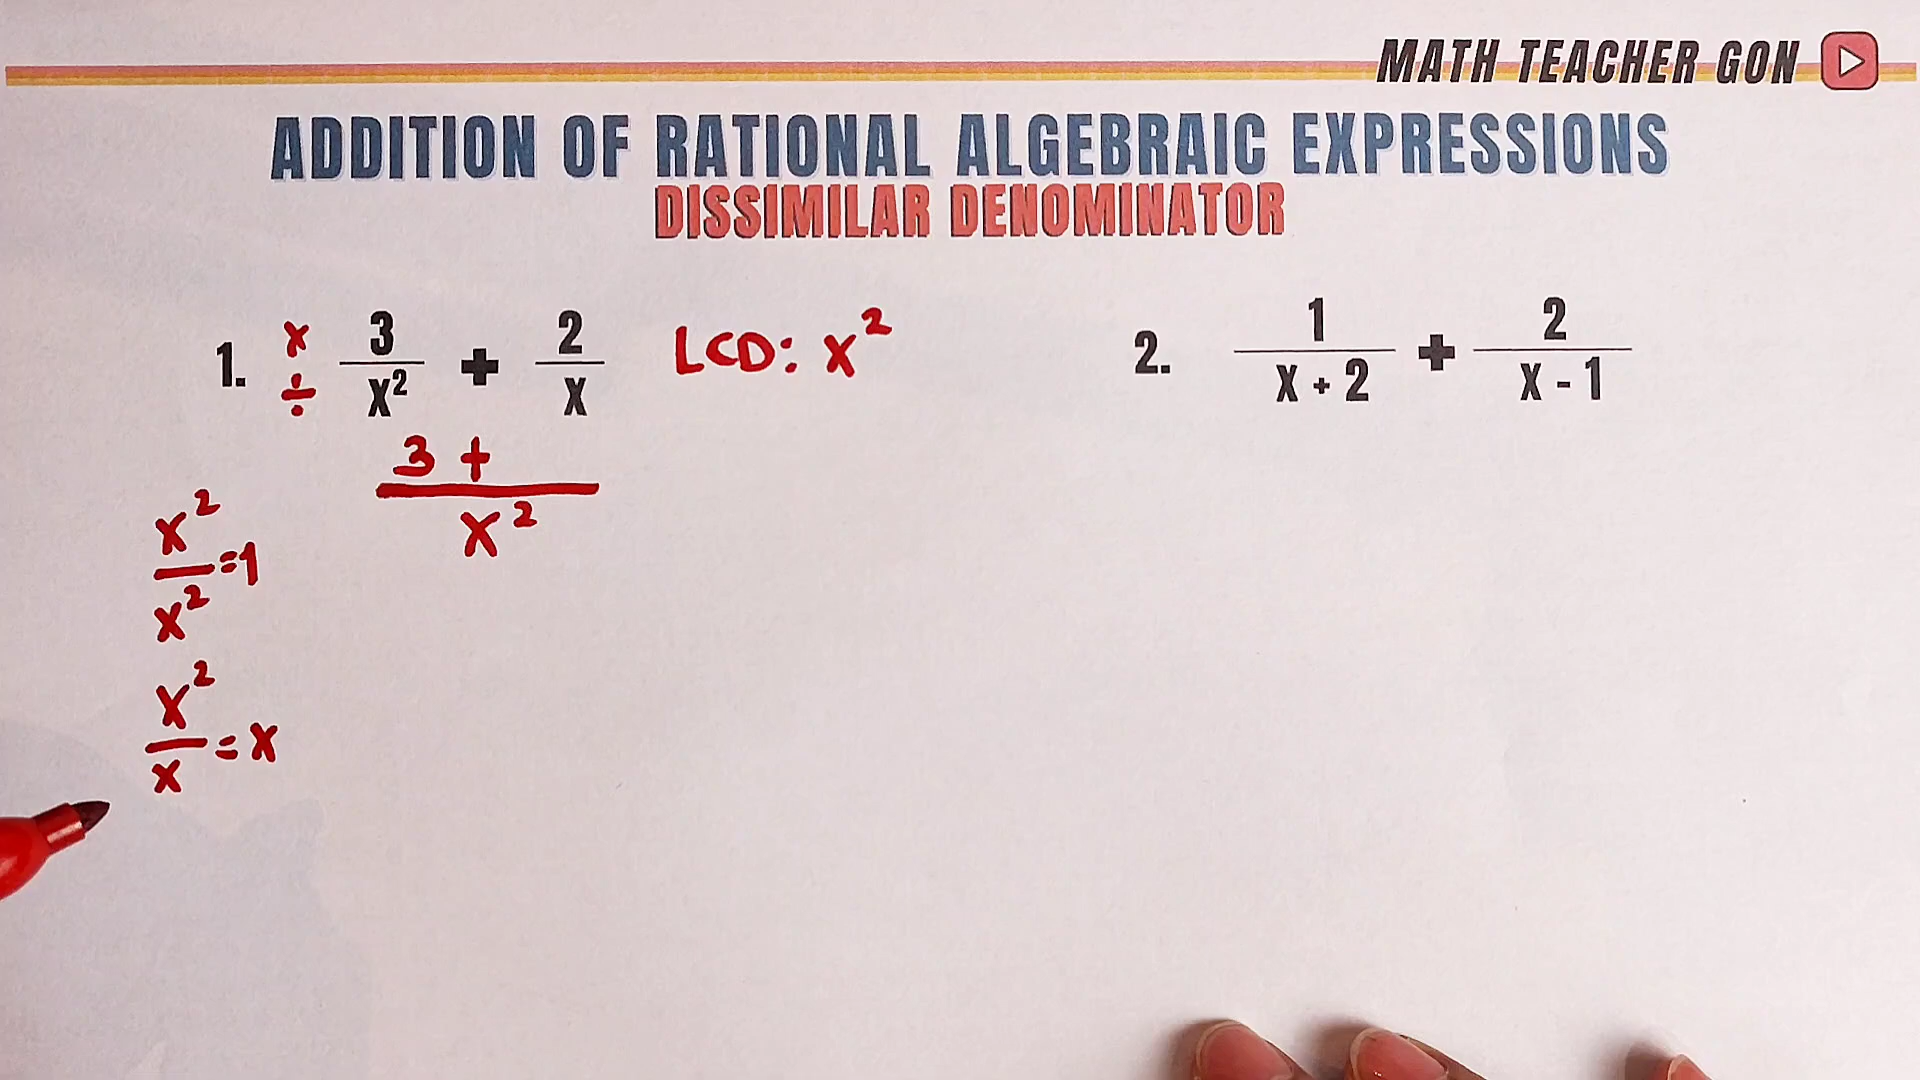 MATH TEACHER GON
ADDITION OF RATIONAL ALGEBRAIC EXPRESSIONS
DISSIMILAR DENOMINATOR
1. × ÷ 3/x² + 2/x LCD: x²
3 + / x²
x²/x² = 1
x²/x = x
2. 1/x + 2 + 2/x - 1